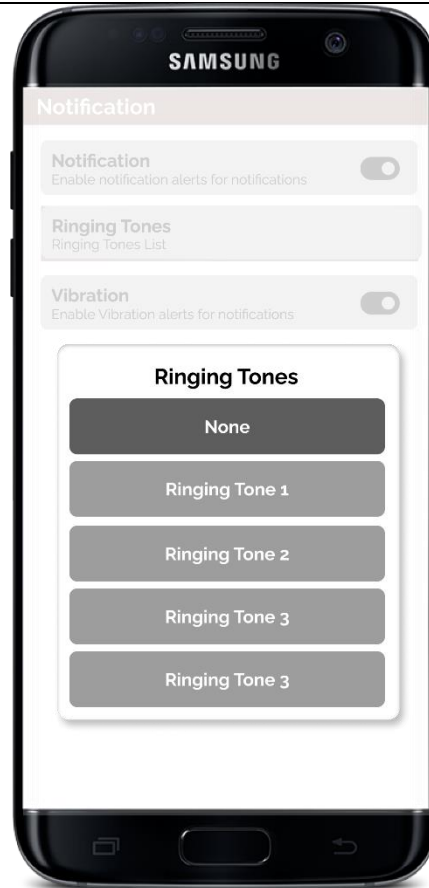 SAMSUNG
Notification
Notification
Enable notification alerts for notifications
Ringing Tones
Ringing Tones List
Vibration
Enable Vibration alerts for notifications
Ringing Tones
None
Ringing Tone 1
Ringing Tone 2
Ringing Tone 3
Ringing Tone 3